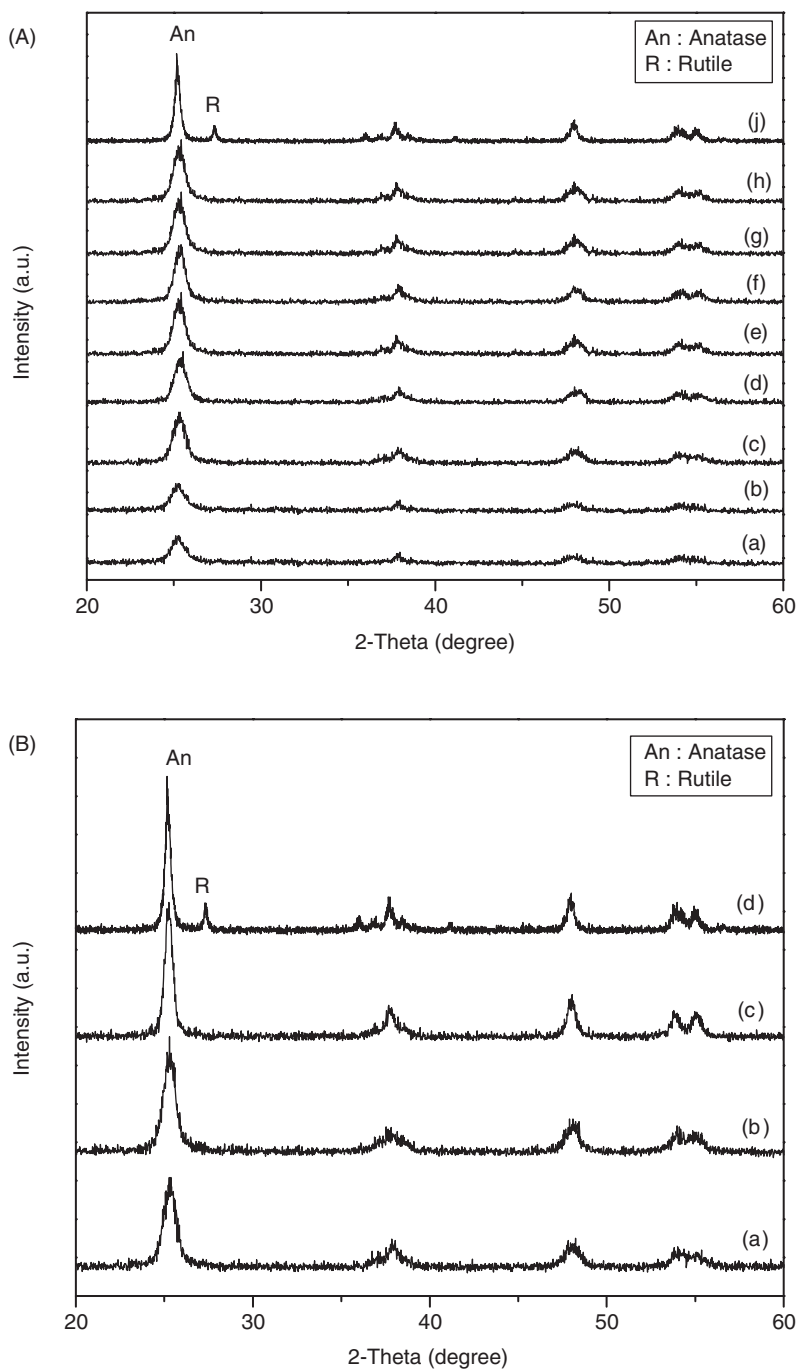 (A)
An
R
An : Anatase
R : Rutile
(j)
(h)
(g)
(f)
(e)
(d)
(c)
(b)
(a)
Intensity (a.u.)
20 30 40 50 60
2-Theta (degree)
(B)
An
R
An : Anatase
R : Rutile
(d)
(c)
(b)
(a)
Intensity (a.u.)
20 30 40 50 60
2-Theta (degree)